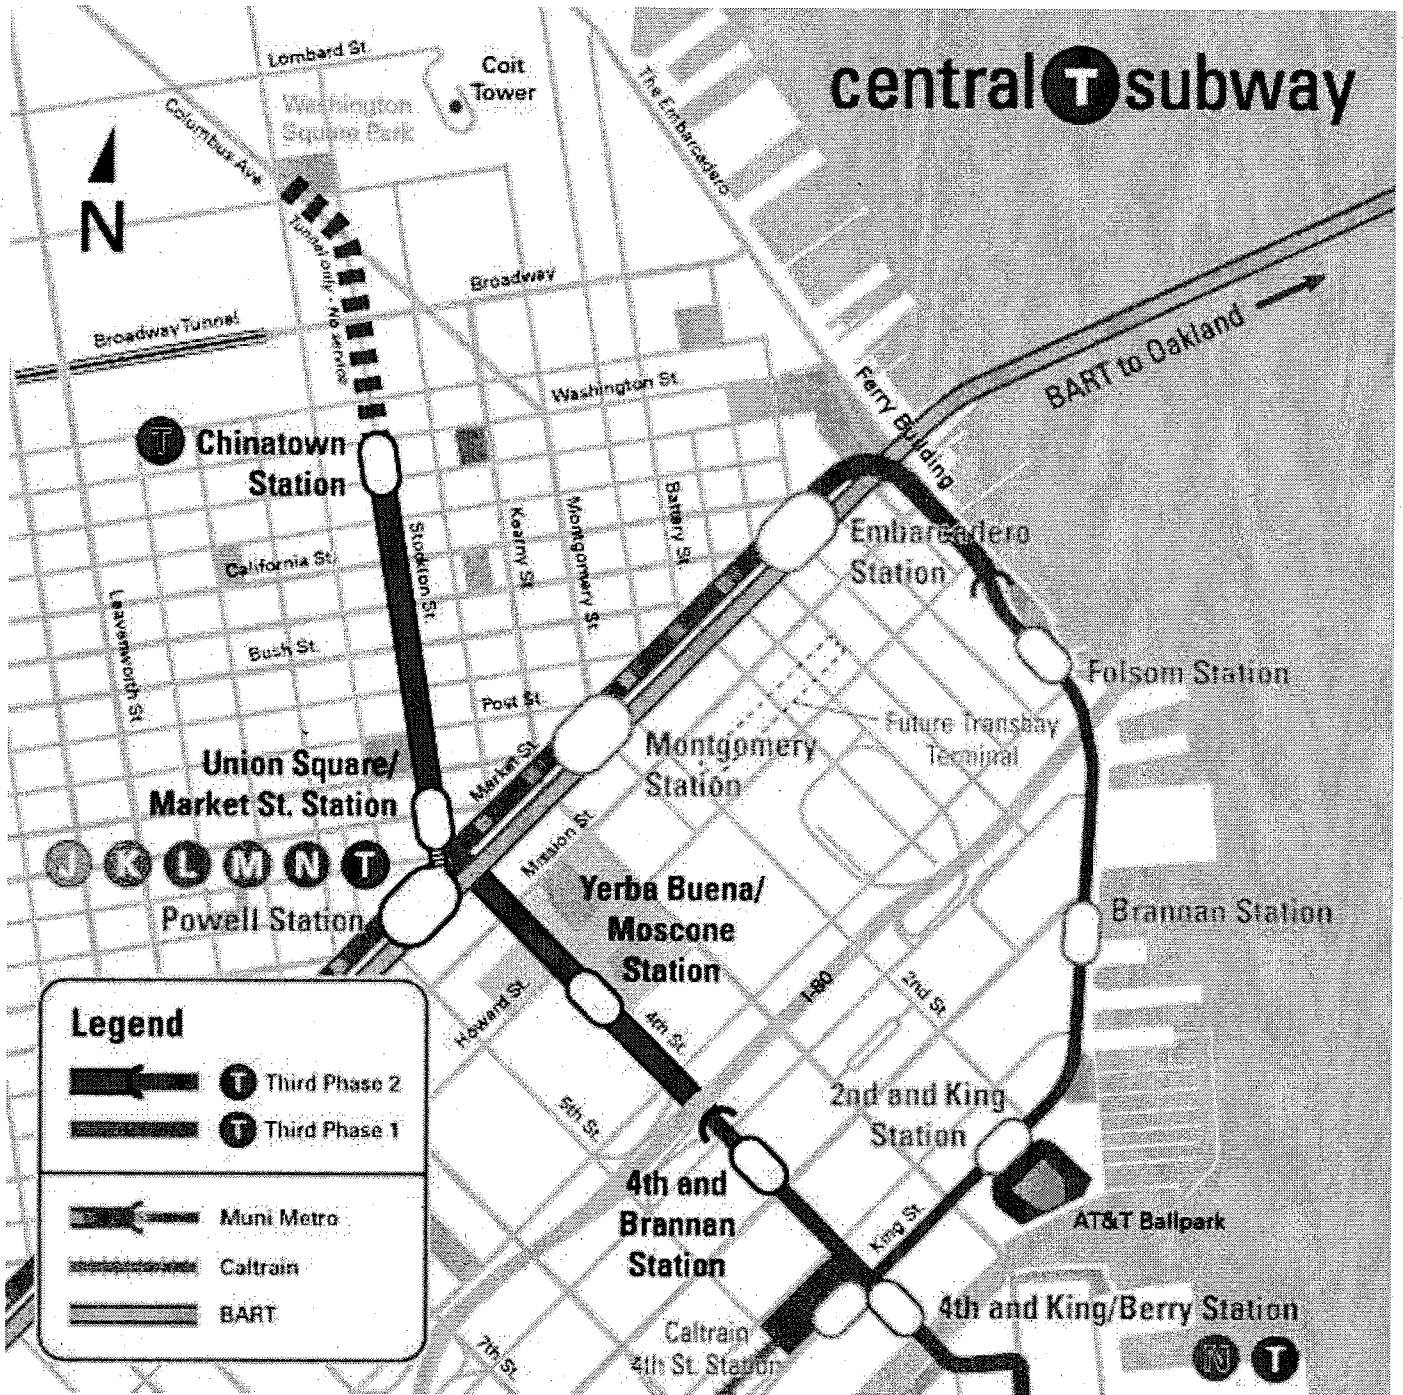 central T subway
Lombard St.
Coit
Tower
Washington
Square Park
Columbus Ave.
The Embarcadero
N
Tunnel only - No service
Broadway
Broadway Tunnel
BART to Oakland
Washington St.
Ferry Building
T Chinatown
Station
Stockton St.
Kearny St.
Montgomery St.
Battery St.
Embarcadero
Station
California St.
Leavenworth St.
Bush St.
Folsom Station
Post St.
Future Transbay
Terminal
Montgomery
Station
Market St.
Union Square/
Market St. Station
J K L M N T
Powell Station
Mission St.
Yerba Buena/
Moscone
Station
Brannan Station
I-80
2nd St.
Howard St.
4th St.
Legend
T Third Phase 2
T Third Phase 1
Muni Metro
Caltrain
BART
5th St.
2nd and King
Station
4th and
Brannan
Station
King St.
AT&T Ballpark
4th and King/Berry Station
N T
Caltrain
4th St. Station
7th St.